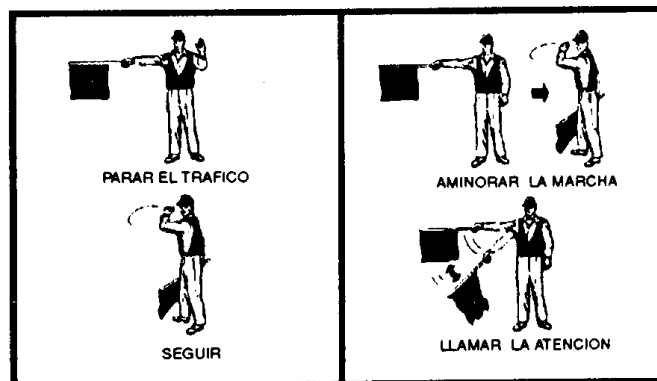 PARAR EL TRAFICO
AMINORAR LA MARCHA
SEGUIR
LLAMAR LA ATENCION